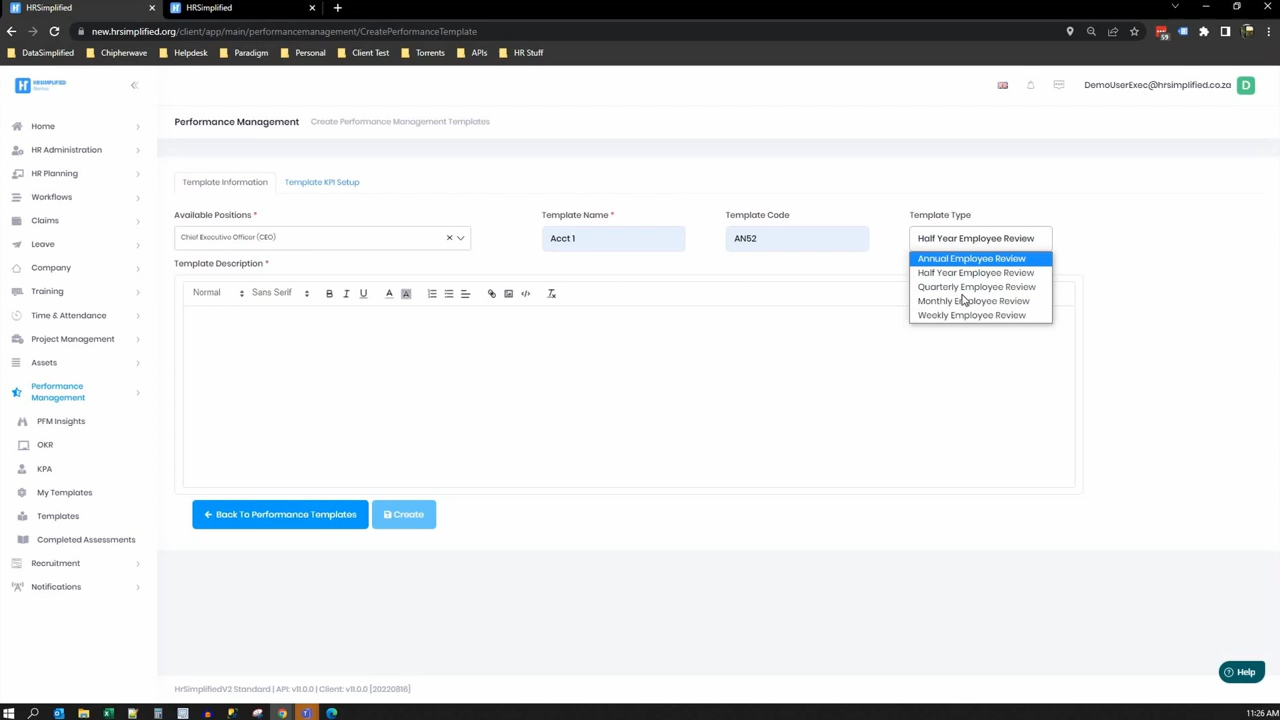 HRSimplified
HRSimplified
new.hrsimplified.org/client/app/main/performancemanagement/CreatePerformanceTemplate
59
DataSimplified
Chipherwave
Helpdesk
Paradigm
Personal
Client Test
Torrents
APIs
HR Stuff
HRSIMPLIFIED
DemoUserExec@hrsimplified.co.za
D
Home
HR Administration
HR Planning
Workflows
Claims
Leave
Company
Training
Time & Attendance
Project Management
Assets
Performance
Management
PFM Insights
OKR
KPA
My Templates
Templates
Completed Assessments
Recruitment
Notifications
Performance Management
Create Performance Management Templates
Template Information
Template KPI Setup
Available Positions *
Chief Executive Officer (CEO)
Template Name *
Acct 1
Template Code
AN52
Template Type
Half Year Employee Review
Annual Employee Review
Half Year Employee Review
Quarterly Employee Review
Monthly Employee Review
Weekly Employee Review
Template Description *
Normal
Sans Serif
Back To Performance Templates
Create
Help
HrSimplifiedV2 Standard | API: v11.0.0 | Client: v11.0.0 [20220816]
11:26 AM